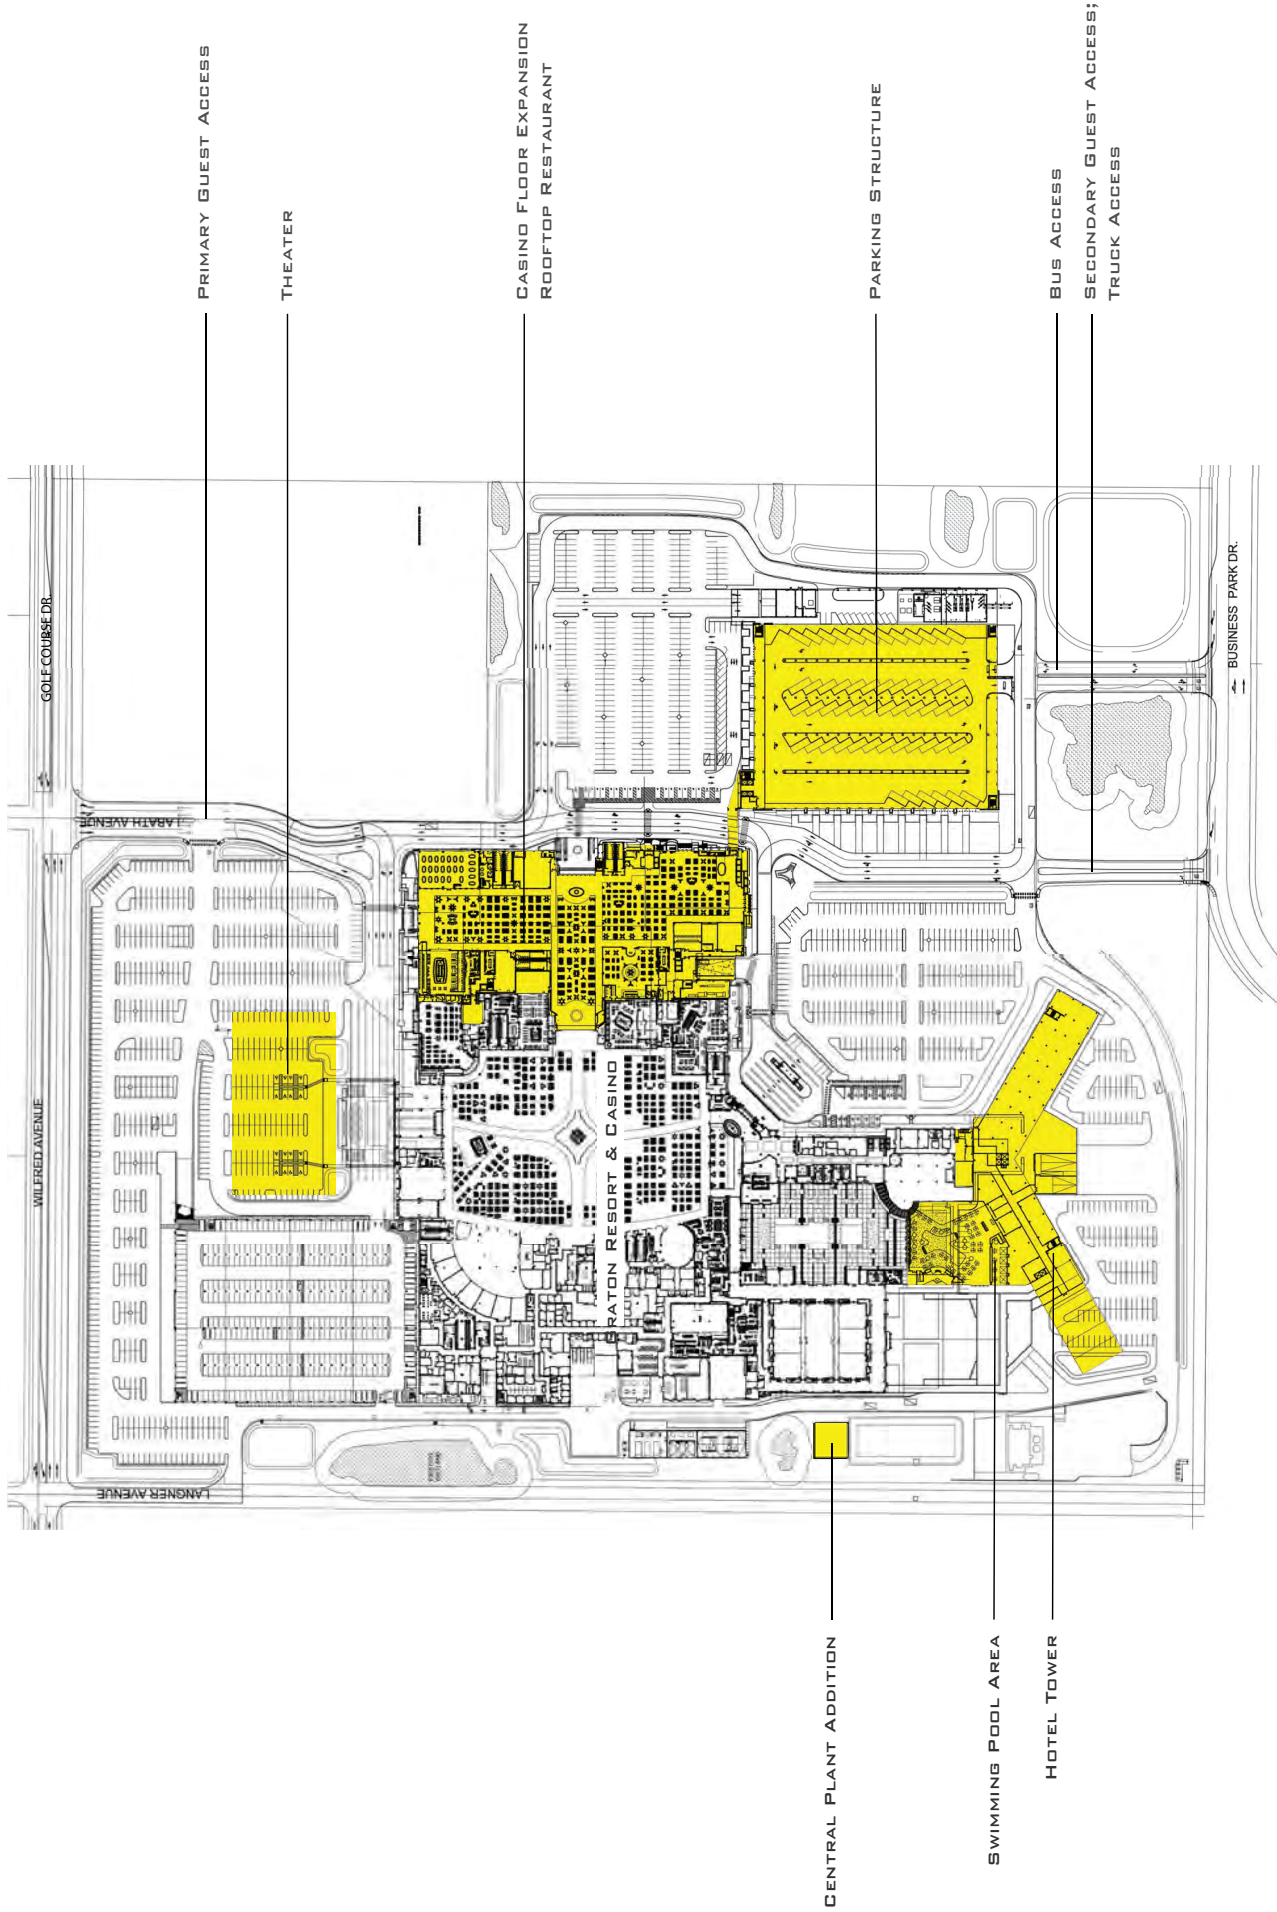 PRIMARY GUEST ACCESS
THEATER
CASINO FLOOR EXPANSION
ROOFTOP RESTAURANT
PARKING STRUCTURE
BUS ACCESS
SECONDARY GUEST ACCESS;
TRUCK ACCESS
GOLF COURSE DR.
WILFRED AVENUE
LABATH AVENUE
LANGNER AVENUE
BUSINESS PARK DR.
GRATON RESORT & CASINO
CENTRAL PLANT ADDITION
SWIMMING POOL AREA
HOTEL TOWER